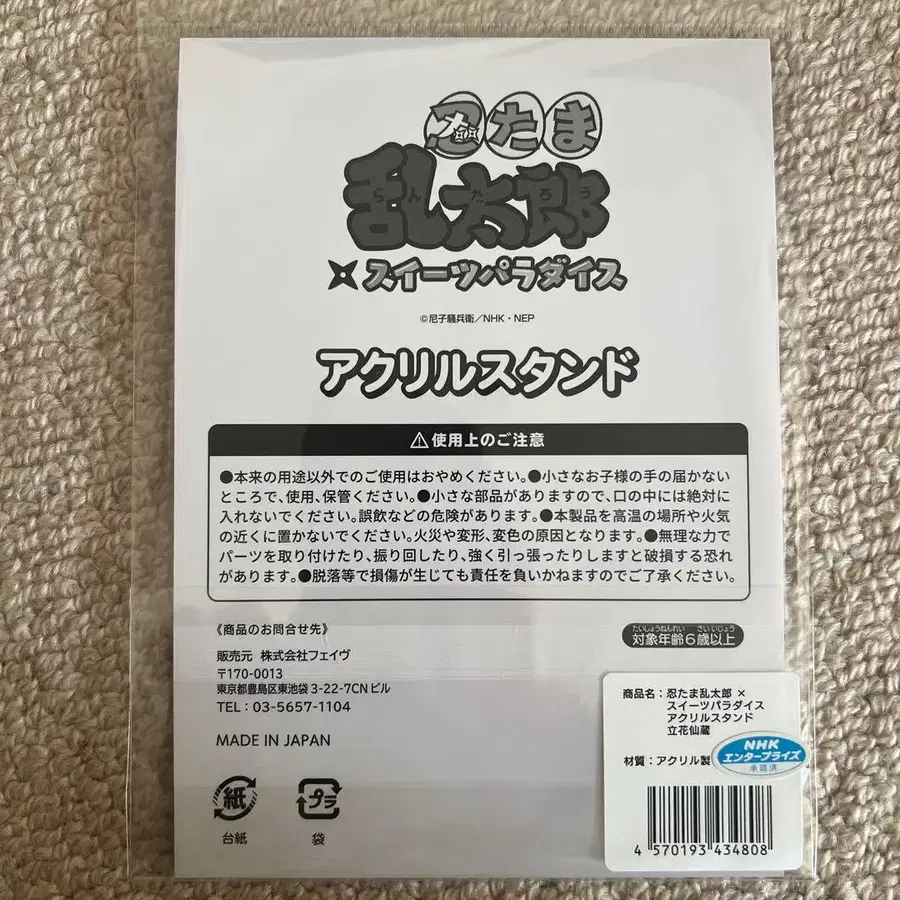 忍たま
乱太郎
らんたろう
×スイーツパラダイス
©尼子騒兵衛/NHK・NEP
アクリルスタンド
⚠使用上のご注意
●本来の用途以外でのご使用はおやめください。●小さなお子様の手の届かない
ところで、使用、保管ください。●小さな部品がありますので、口の中には絶対に
入れないでください。誤飲などの危険があります。●本製品を高温の場所や火気
の近くに置かないでください。火災や変形、変色の原因となります。●無理な力で
パーツを取り付けたり、振り回したり、強く引っ張ったりしますと破損する恐れ
があります。●脱落等で損傷が生じても責任を負いかねますのでご了承ください。
《商品のお問合せ先》
たいしょうねんれい さいいじょう
対象年齢6歳以上
販売元 株式会社フェイヴ
〒170-0013
東京都豊島区東池袋3-22-7CNビル
TEL:03-5657-1104
MADE IN JAPAN
紙
台紙
プラ
袋
商品名:忍たま乱太郎 ×
スイーツパラダイス
アクリルスタンド
立花仙蔵
材質:アクリル製
NHK
エンタープライズ
承認済
4 570193 434808